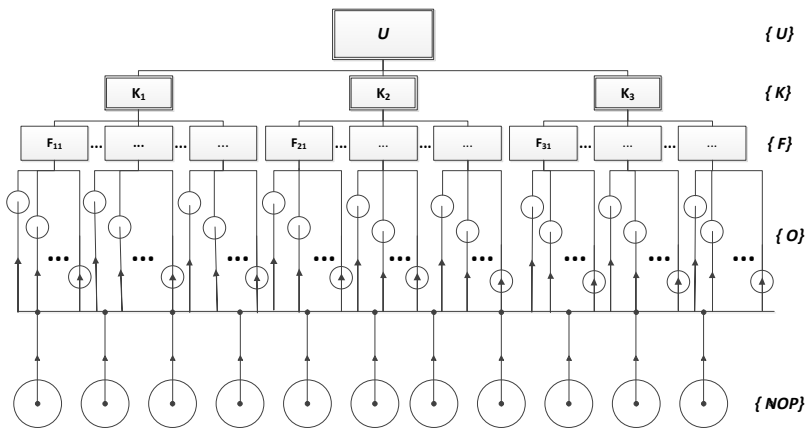 U { U}
K₁ K₂ K₃ { K}
F₁₁ ... ... ... ... F₂₁ ... ... ... ... F₃₁ ... ... ... ... { F}
... ... ... ... ... ... ... ... ... { O}
{ NOP}